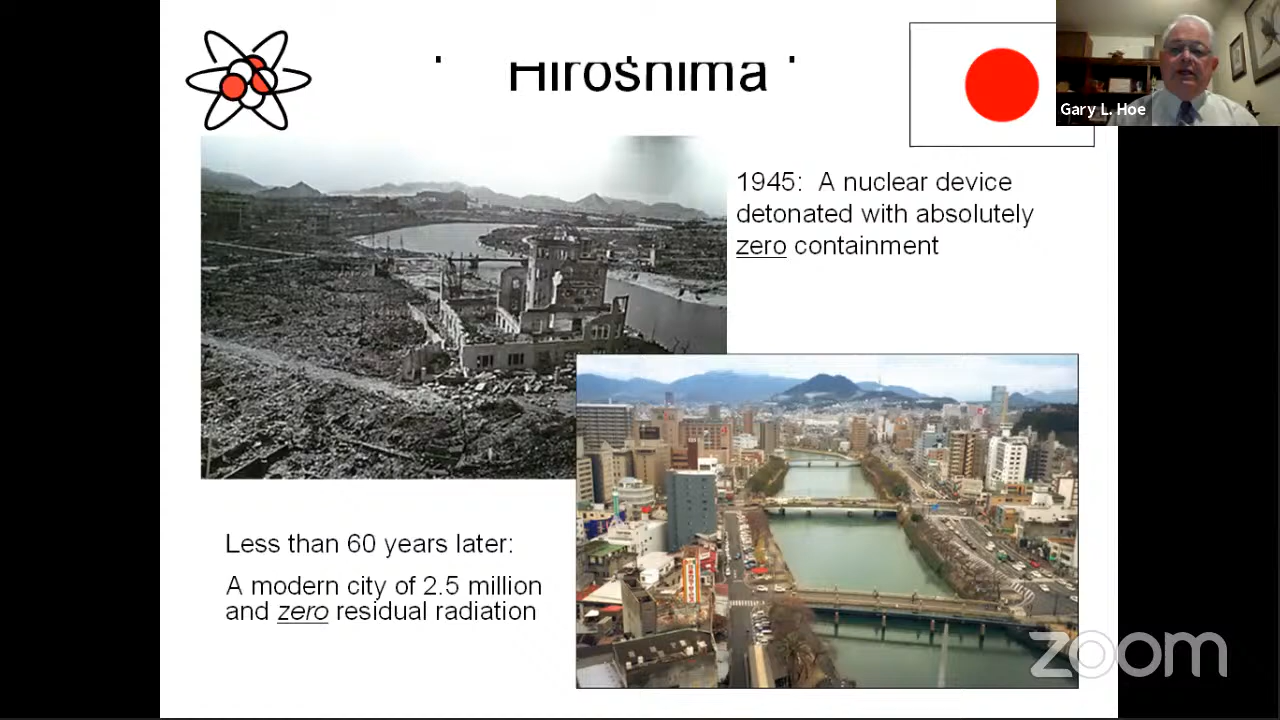 Hiroshima
Gary L. Hoe
1945:  A nuclear device
detonated with absolutely
zero containment
Less than 60 years later:
A modern city of 2.5 million
and zero residual radiation
zoom